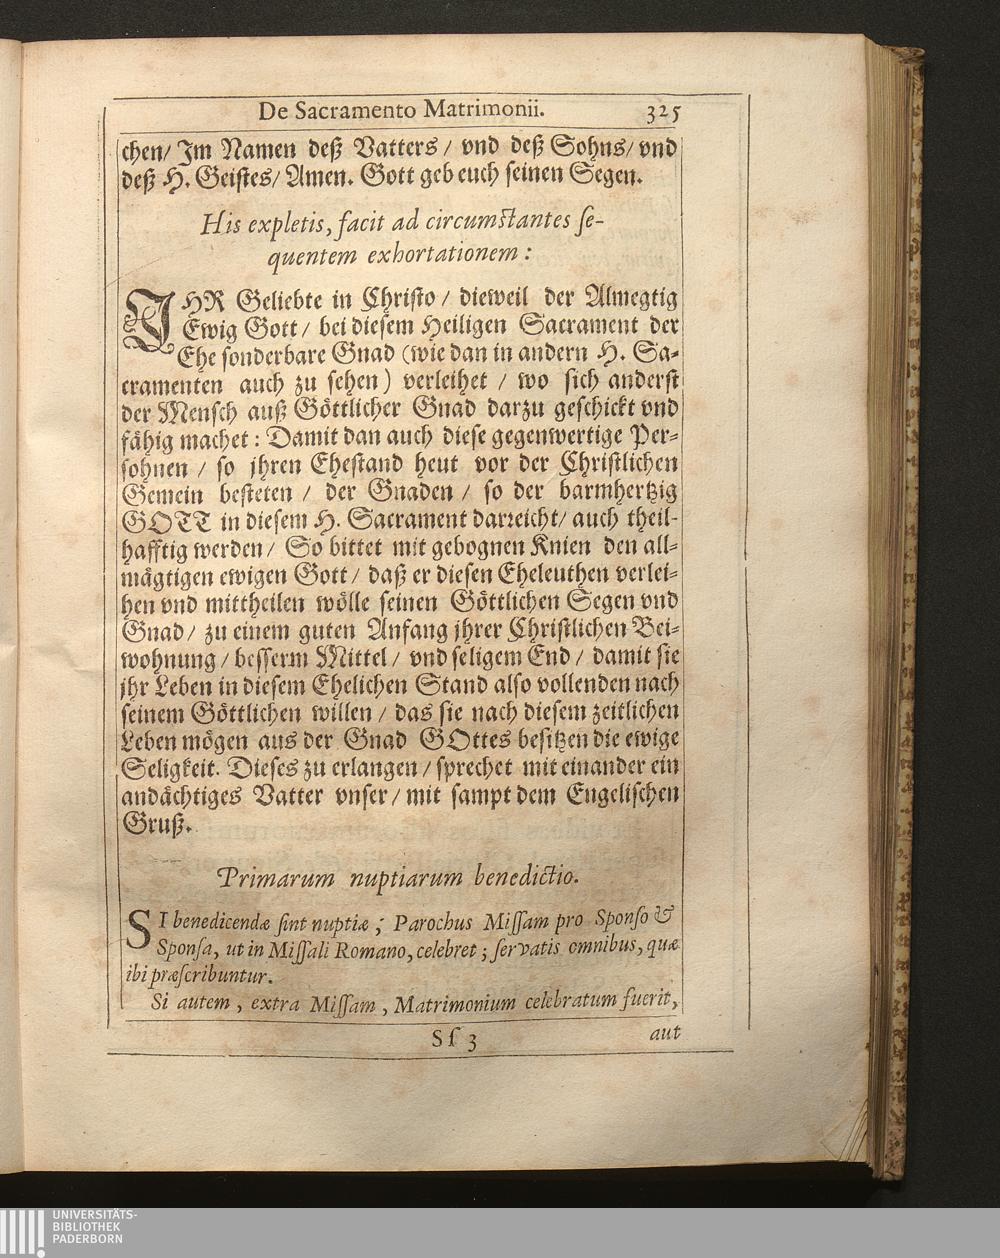 De Sacramento Matrimonii. 325
chen/ Im Namen deß Vatters / vnd deß Sohns/ vnd
deß H. Geistes/ Amen. Gott geb euch seinen Segen.
His expletis, facit ad circumstantes se-
quentem exhortationem :
IHR Geliebte in Christo / dieweil der Almegtig
Ewig Gott / bei diesem Heiligen Sacrament der
Ehe sonderbare Gnad (wie dan in andern H. Sa-
cramenten auch zu sehen) verleihet / wo sich anderst
der Mensch auß Göttlicher Gnad darzu geschickt vnd
fähig machet : Damit dan auch diese gegenwertige Per-
sohnen / so jhren Ehestand heut vor der Christlichen
Gemein besteten / der Gnaden / so der barmhertzig
GOTT in diesem H. Sacrament darreicht/ auch theil-
hafftig werden / So bittet mit gebognen Knien den all-
mägtigen ewigen Gott / daß er diesen Eheleuthen verlei-
hen vnd mittheilen wölle seinen Göttlichen Segen vnd
Gnad / zu einem guten Anfang jhrer Christlichen Bei-
wohnung / besserm Mittel / vnd seligem End / damit sie
jhr Leben in diesem Ehelichen Stand also vollenden nach
seinem Göttlichen willen / das sie nach diesem zeitlichen
Leben mögen aus der Gnad GOttes besitzen die ewige
Seligkeit. Dieses zu erlangen / sprechet mit einander ein
andächtiges Vatter vnser / mit sampt dem Engelischen
Gruß.
Primarum nuptiarum benedictio.
SI benedicendæ sint nuptiæ ; Parochus Missam pro Sponso &
Sponsa, ut in Missali Romano, celebret ; servatis omnibus, quæ
ibi præscribuntur.
Si autem , extra Missam , Matrimonium celebratum fuerit,
Sſ 3 aut
UNIVERSITÄTS-
BIBLIOTHEK
PADERBORN